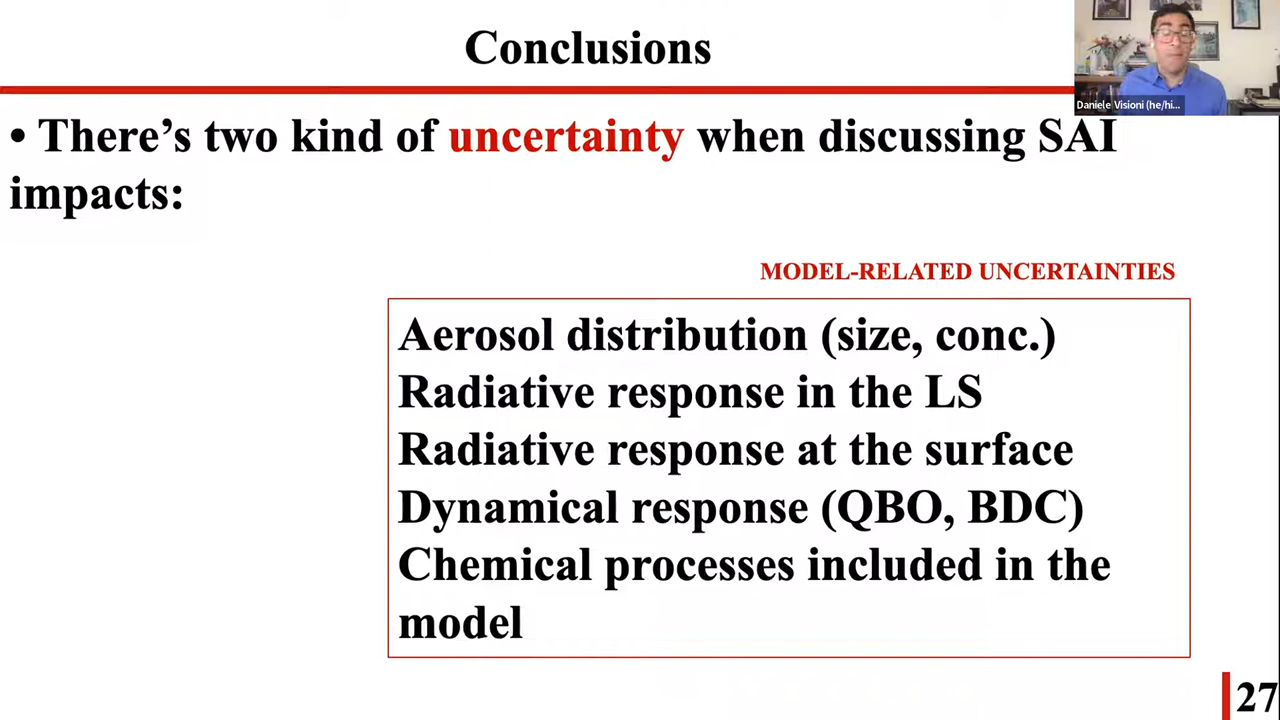 Conclusions
Daniele Visioni (he/hi...
• There's two kind of uncertainty when discussing SAI
impacts:
MODEL-RELATED UNCERTAINTIES
Aerosol distribution (size, conc.)
Radiative response in the LS
Radiative response at the surface
Dynamical response (QBO, BDC)
Chemical processes included in the
model
27